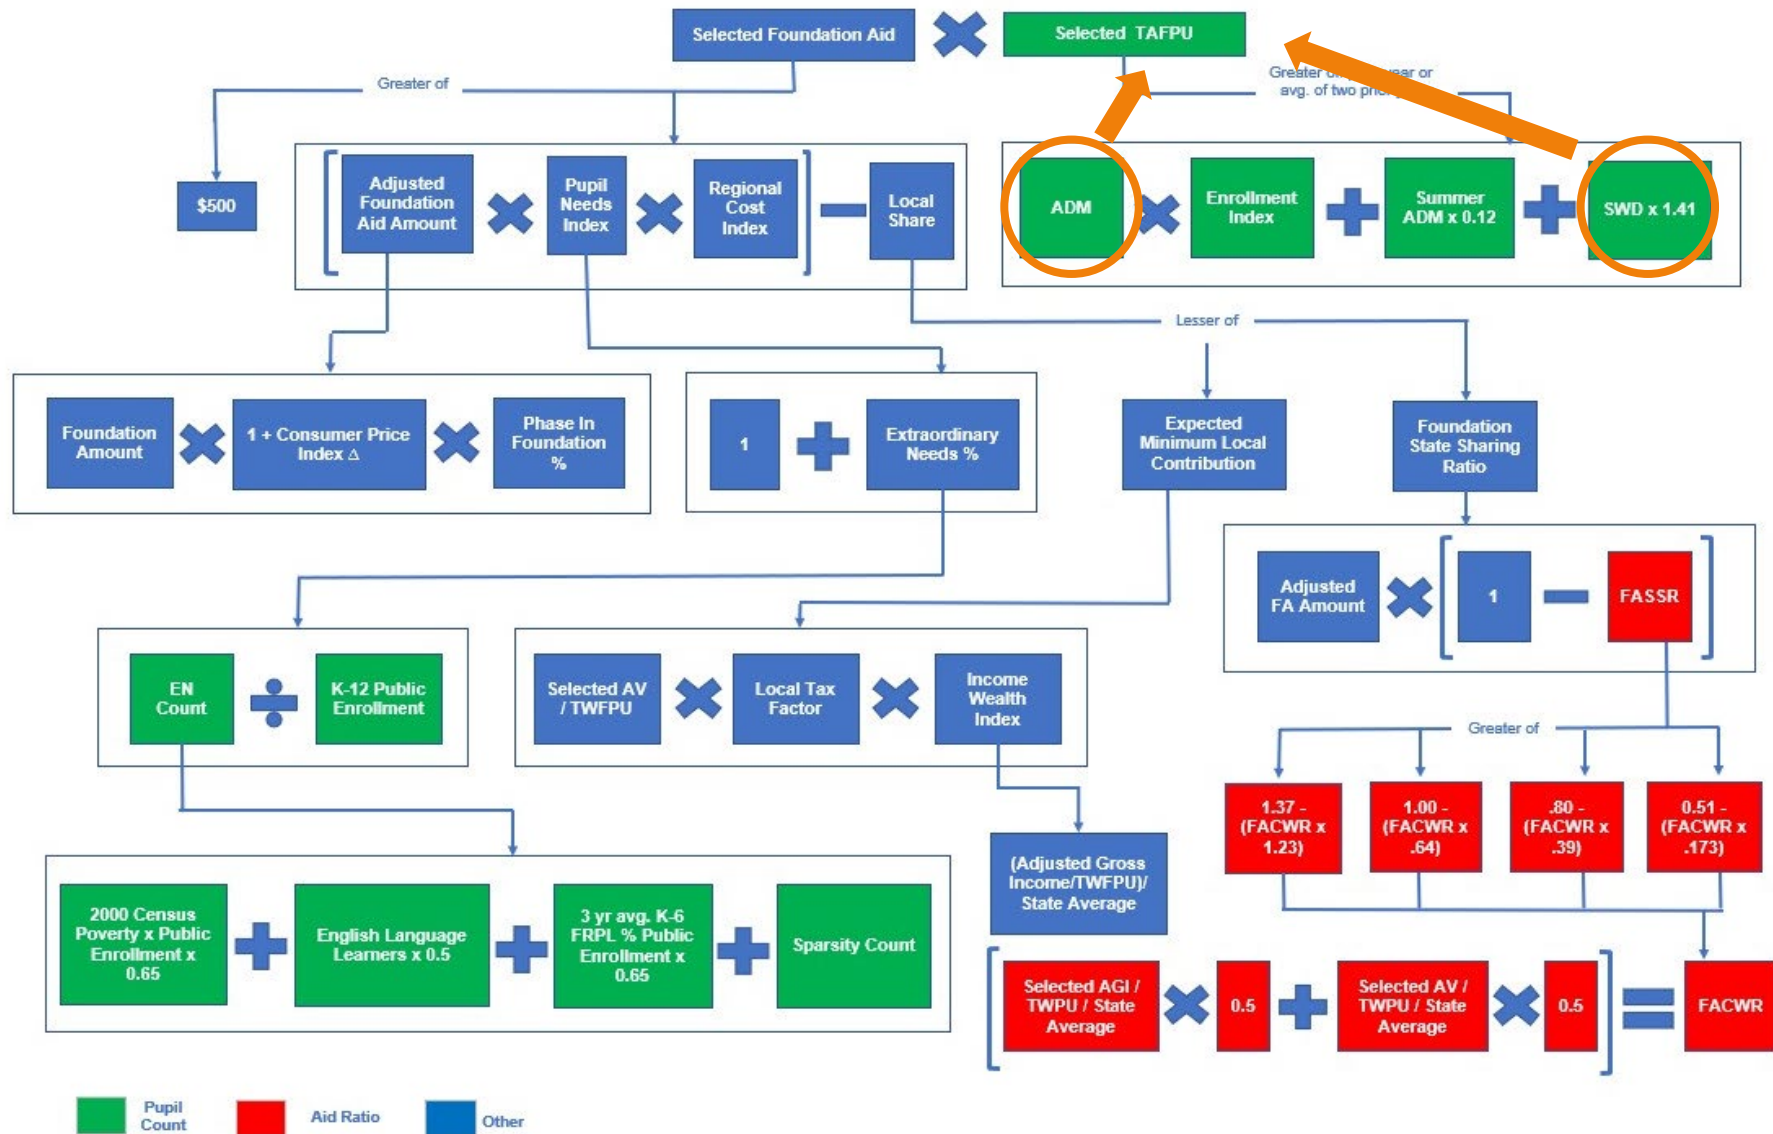 Selected Foundation Aid
Selected TAFPU
Greater of
Greater of
year or
avg. of two
$500
Adjusted
Foundation
Aid Amount
Pupil
Needs
Index
Regional
Cost
Index
Local
Share
ADM
Enrollment
Index
Summer
ADM x 0.12
SWD x 1.41
Lesser of
Foundation
Amount
1 + Consumer Price
Index Δ
Phase In
Foundation
%
1
Extraordinary
Needs %
Expected
Minimum Local
Contribution
Foundation
State Sharing
Ratio
Adjusted
FA Amount
1
FASSR
EN
Count
K-12 Public
Enrollment
Selected AV
/ TWFPU
Local Tax
Factor
Income
Wealth
Index
Greater of
1.37 -
(FACWR x
1.23)
1.00 -
(FACWR x
.64)
.80 -
(FACWR x
.39)
0.51 -
(FACWR x
.173)
(Adjusted Gross
Income/TWFPU)/
State Average
2000 Census
Poverty x Public
Enrollment x
0.65
English Language
Learners x 0.5
3 yr avg. K-6
FRPL % Public
Enrollment x
0.65
Sparsity Count
Selected AGI /
TWPU / State
Average
0.5
Selected AV /
TWPU / State
Average
0.5
FACWR
Pupil
Count
Aid Ratio
Other